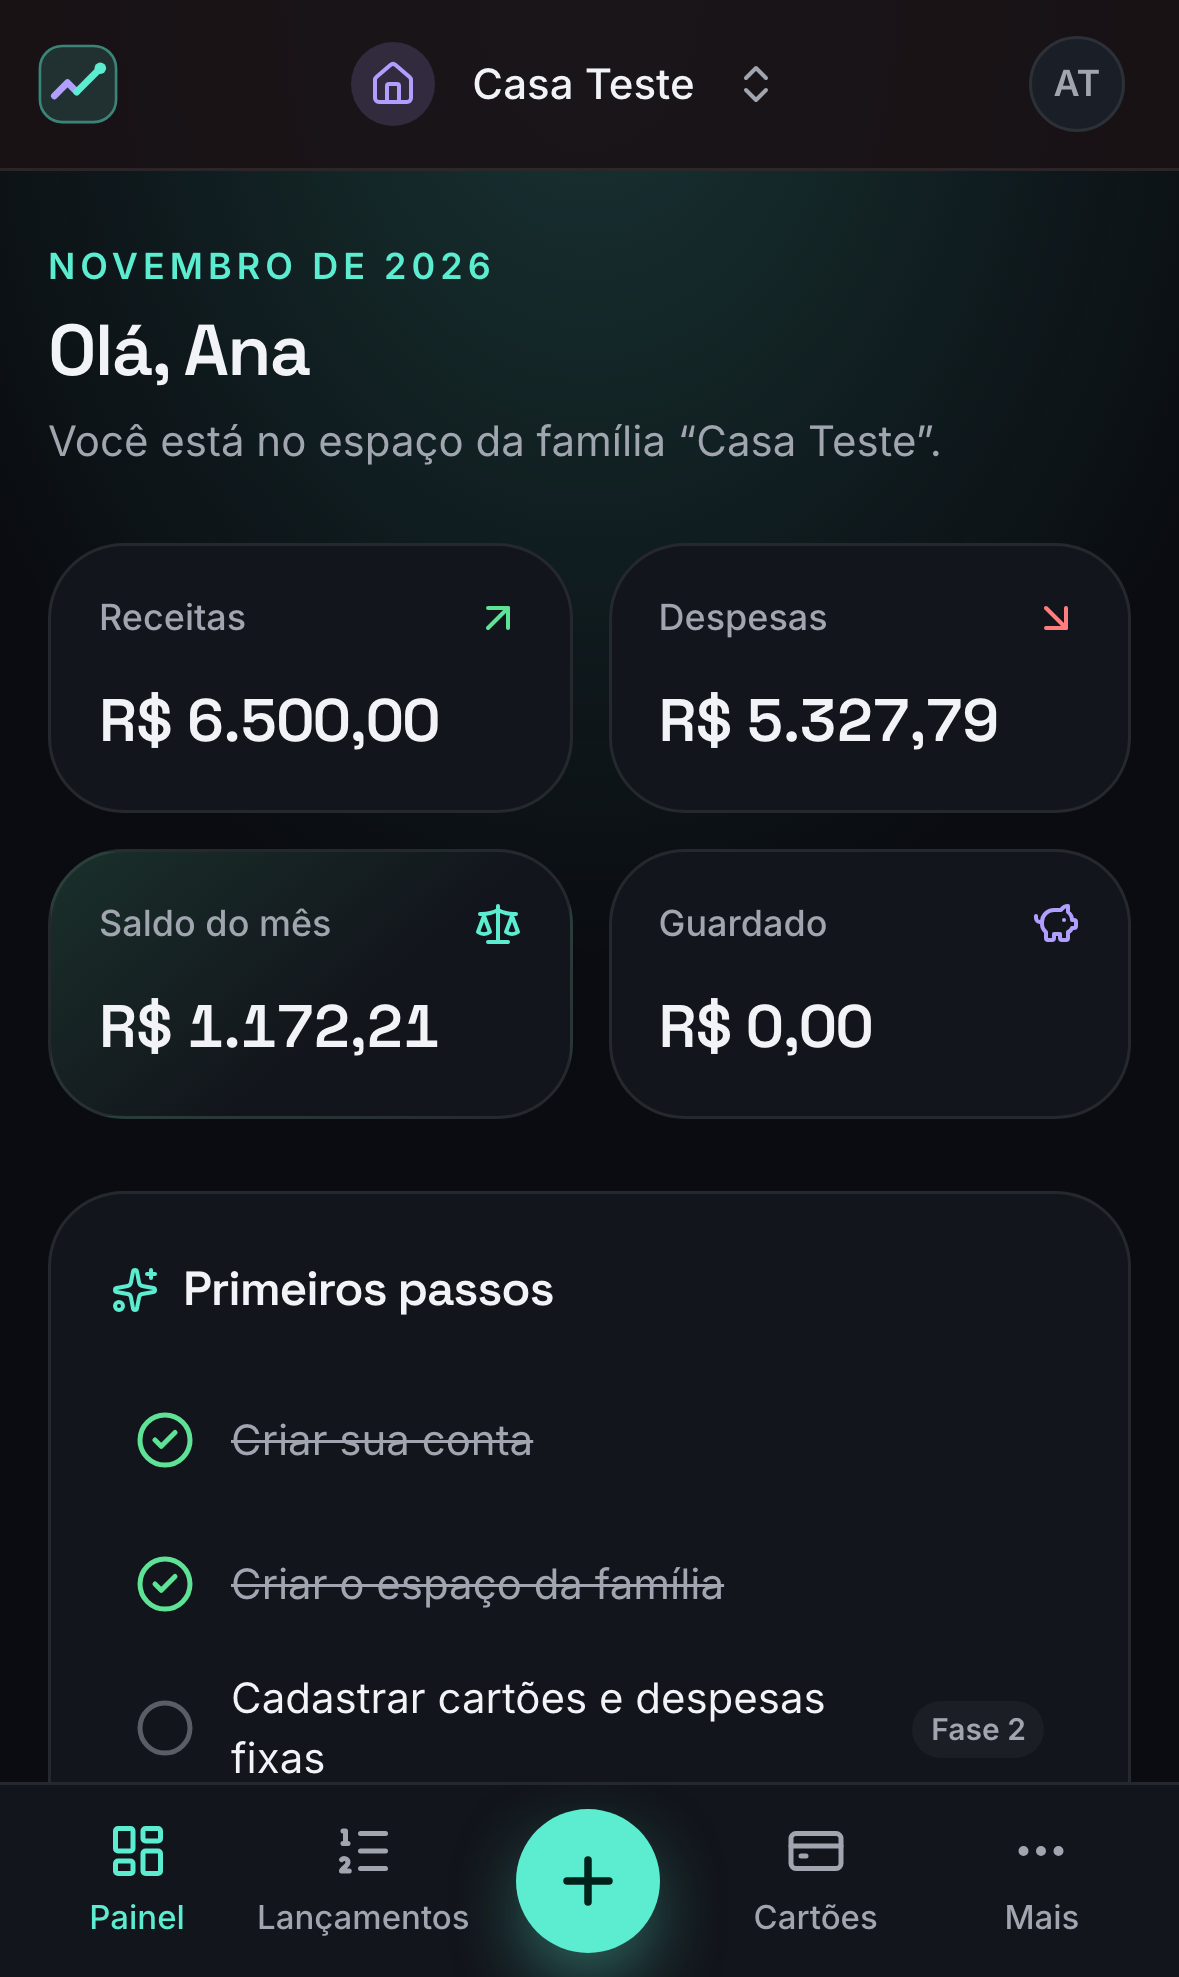 Casa Teste
AT
NOVEMBRO DE 2026
Olá, Ana
Você está no espaço da família “Casa Teste”.
Receitas
R$ 6.500,00
Despesas
R$ 5.327,79
Saldo do mês
R$ 1.172,21
Guardado
R$ 0,00
Primeiros passos
Criar sua conta
Criar o espaço da família
Cadastrar cartões e despesas
fixas
Fase 2
Painel
Lançamentos
Cartões
Mais